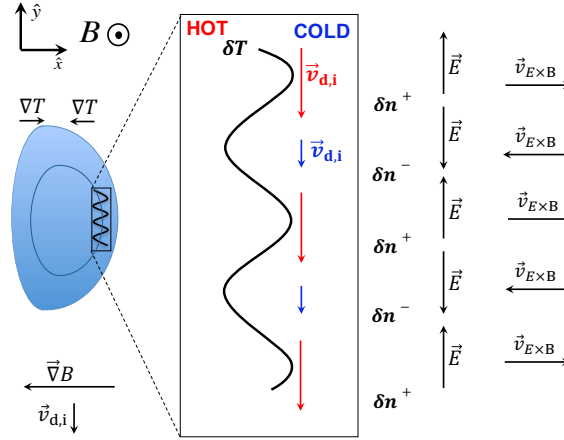 ŷ
B⃗ ⊙
x̂
∇T ∇T
∇⃗B
v⃗d,i
HOT COLD
δT
v⃗d,i
v⃗d,i
δn⁺
δn⁻
δn⁺
δn⁻
δn⁺
E⃗ v⃗E×B
E⃗ v⃗E×B
E⃗ v⃗E×B
E⃗ v⃗E×B
E⃗ v⃗E×B